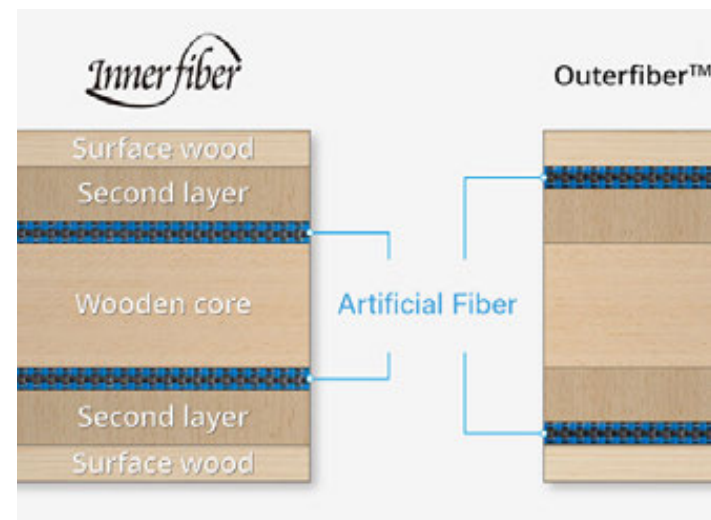 Innerfiber
Outerfiber™
Surface wood
Second layer
Wooden core
Artificial Fiber
Second layer
Surface wood